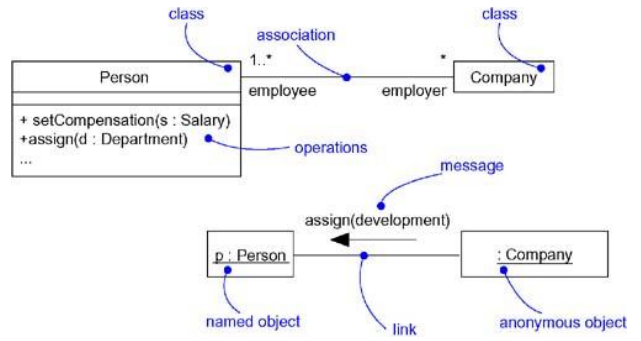 class
class
association
1..*
*
Person
Company
employee
employer
+ setCompensation(s : Salary)
+assign(d : Department)
...
operations
message
assign(development)
p : Person
: Company
named object
link
anonymous object